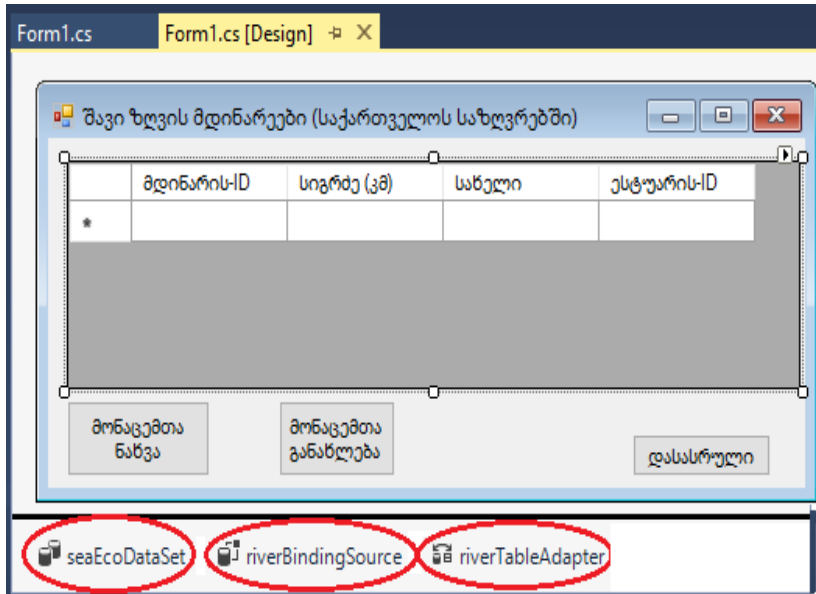 Form1.cs
Form1.cs [Design]
შავი ზღვის მდინარეები (საქართველოს საზღვრებში)
მდინარის-ID სიგრძე (კმ) სახელი ესტუარის-ID
*
მონაცემთა
ნახვა
მონაცემთა
განახლება
დასასრული
seaEcoDataSet
riverBindingSource
riverTableAdapter